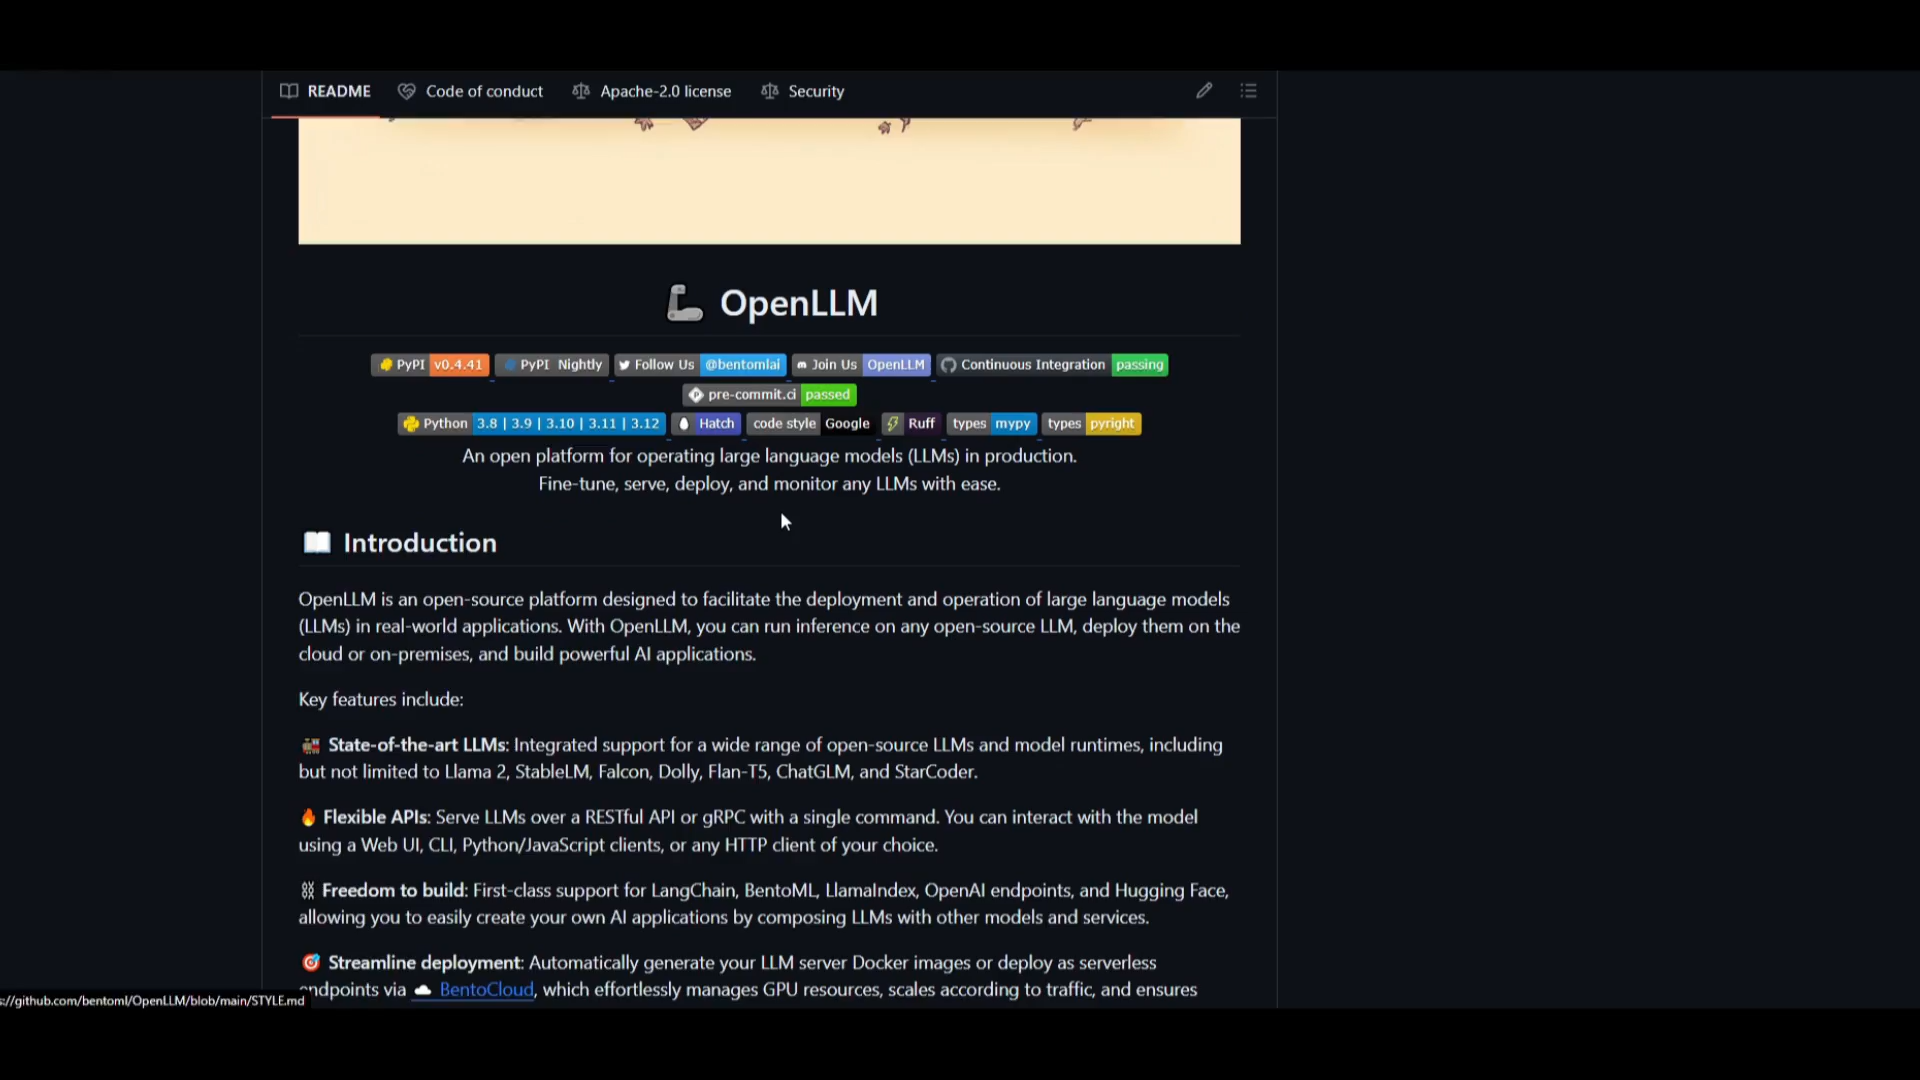 README Code of conduct Apache-2.0 license Security
OpenLLM
PyPI v0.4.41 PyPI Nightly Follow Us @bentomlai Join Us OpenLLM Continuous Integration passing
pre-commit.ci passed
Python 3.8 | 3.9 | 3.10 | 3.11 | 3.12 Hatch code style Google Ruff types mypy types pyright
An open platform for operating large language models (LLMs) in production.
Fine-tune, serve, deploy, and monitor any LLMs with ease.
Introduction
OpenLLM is an open-source platform designed to facilitate the deployment and operation of large language models
(LLMs) in real-world applications. With OpenLLM, you can run inference on any open-source LLM, deploy them on the
cloud or on-premises, and build powerful AI applications.
Key features include:
State-of-the-art LLMs: Integrated support for a wide range of open-source LLMs and model runtimes, including
but not limited to Llama 2, StableLM, Falcon, Dolly, Flan-T5, ChatGLM, and StarCoder.
Flexible APIs: Serve LLMs over a RESTful API or gRPC with a single command. You can interact with the model
using a Web UI, CLI, Python/JavaScript clients, or any HTTP client of your choice.
Freedom to build: First-class support for LangChain, BentoML, LlamaIndex, OpenAI endpoints, and Hugging Face,
allowing you to easily create your own AI applications by composing LLMs with other models and services.
Streamline deployment: Automatically generate your LLM server Docker images or deploy as serverless
endpoints via BentoCloud, which effortlessly manages GPU resources, scales according to traffic, and ensures
s://github.com/bentoml/OpenLLM/blob/main/STYLE.md